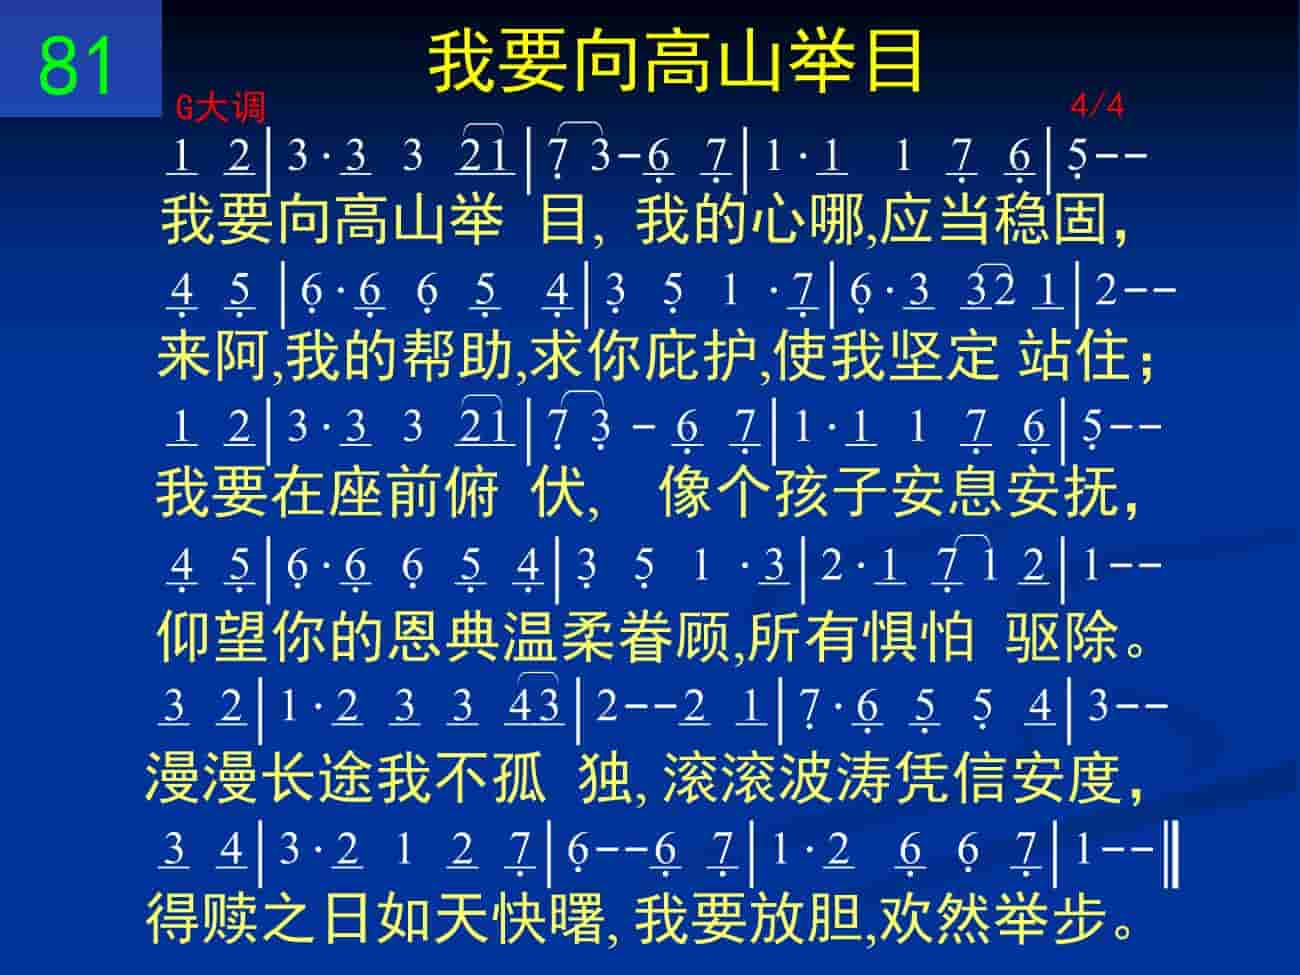 81
我要向高山举目
G大调 4/4
1 2|3·3 3 21|7 3-6 7|1·1 1 7 6|5--
我要向高山举 目, 我的心哪,应当稳固，
4 5|6·6 6 5 4|3 5 1 ·7|6·3 32 1|2--
来阿,我的帮助,求你庇护,使我坚定 站住；
1 2|3·3 3 21|7 3 - 6 7|1·1 1 7 6|5--
我要在座前俯 伏, 像个孩子安息安抚，
4 5|6·6 6 5 4|3 5 1 ·3|2·1 71 2|1--
仰望你的恩典温柔眷顾,所有惧怕 驱除。
3 2|1·2 3 3 43|2--2 1|7·6 5 5 4|3--
漫漫长途我不孤 独, 滚滚波涛凭信安度，
3 4|3·2 1 2 7|6--6 7|1·2 6 6 7|1--‖
得赎之日如天快曙, 我要放胆,欢然举步。